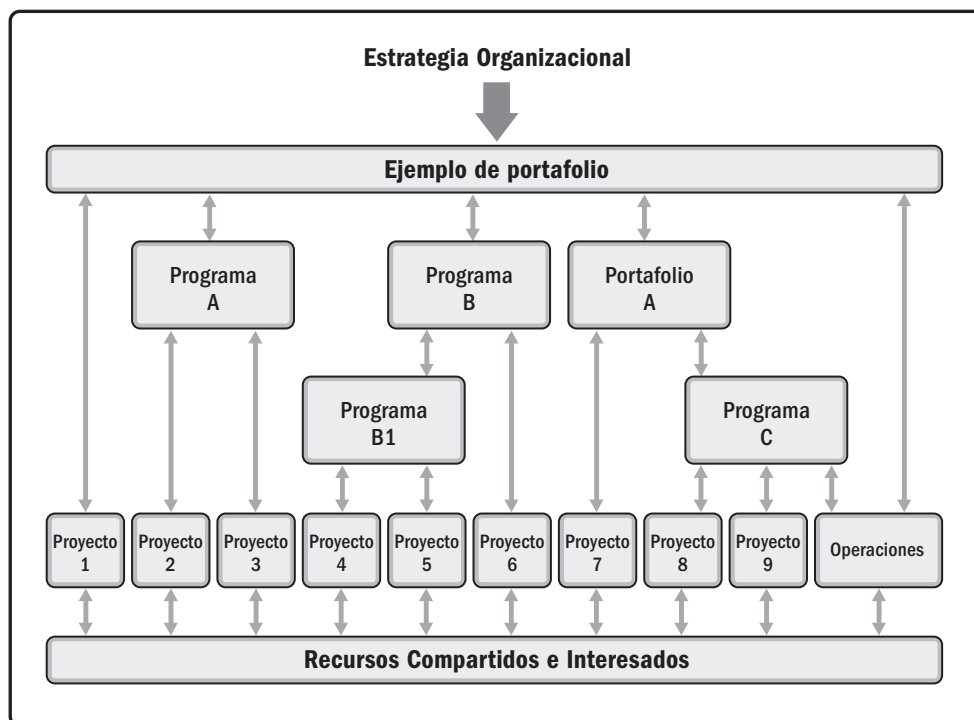 Estrategia Organizacional
Ejemplo de portafolio
Programa
A
Programa
B
Portafolio
A
Programa
B1
Programa
C
Proyecto
1
Proyecto
2
Proyecto
3
Proyecto
4
Proyecto
5
Proyecto
6
Proyecto
7
Proyecto
8
Proyecto
9
Operaciones
Recursos Compartidos e Interesados